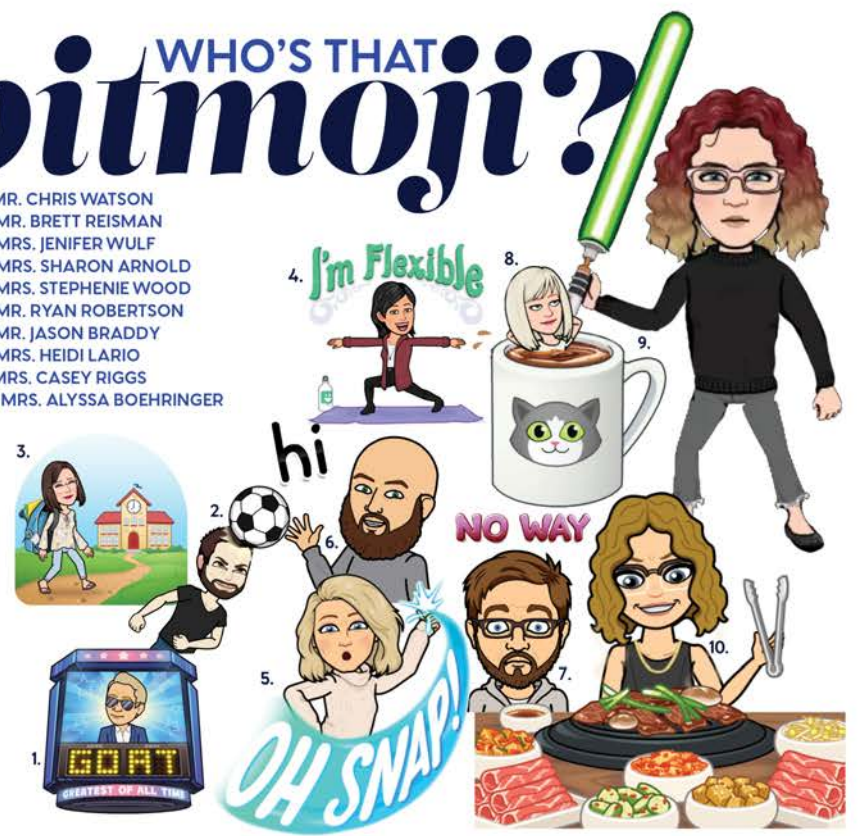 WHO'S THAT
bitmoji?
MR. CHRIS WATSON
MR. BRETT REISMAN
MRS. JENIFER WULF
MRS. SHARON ARNOLD
MRS. STEPHENIE WOOD
MR. RYAN ROBERTSON
MR. JASON BRADDY
MRS. HEIDI LARIO
MRS. CASEY RIGGS
MRS. ALYSSA BOEHRINGER
4.
I'm Flexible
8.
9.
3.
hi
2.
6.
NO WAY
5.
7.
10.
OH SNAP!
1.
GOAT
GREATEST OF ALL TIME